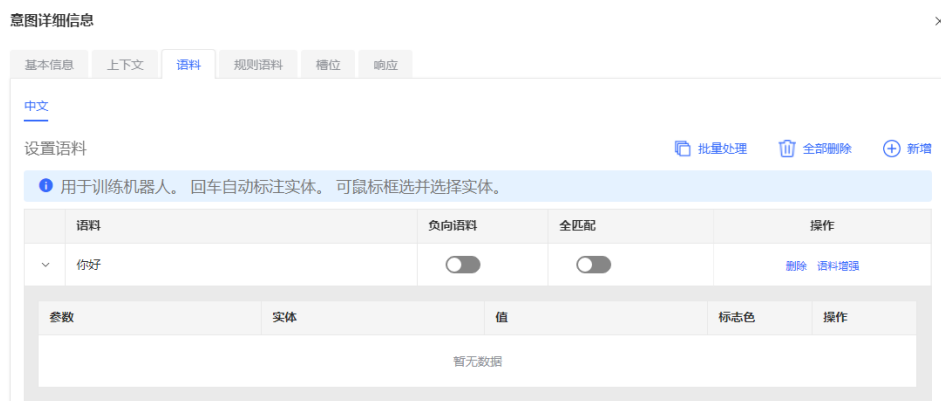 意图详细信息
基本信息 上下文 语料 规则语料 槽位 响应
中文
设置语料 批量处理 全部删除 新增
用于训练机器人。 回车自动标注实体。 可鼠标框选并选择实体。
语料 负向语料 全匹配 操作
你好 删除 语料增强
参数 实体 值 标志色 操作
暂无数据